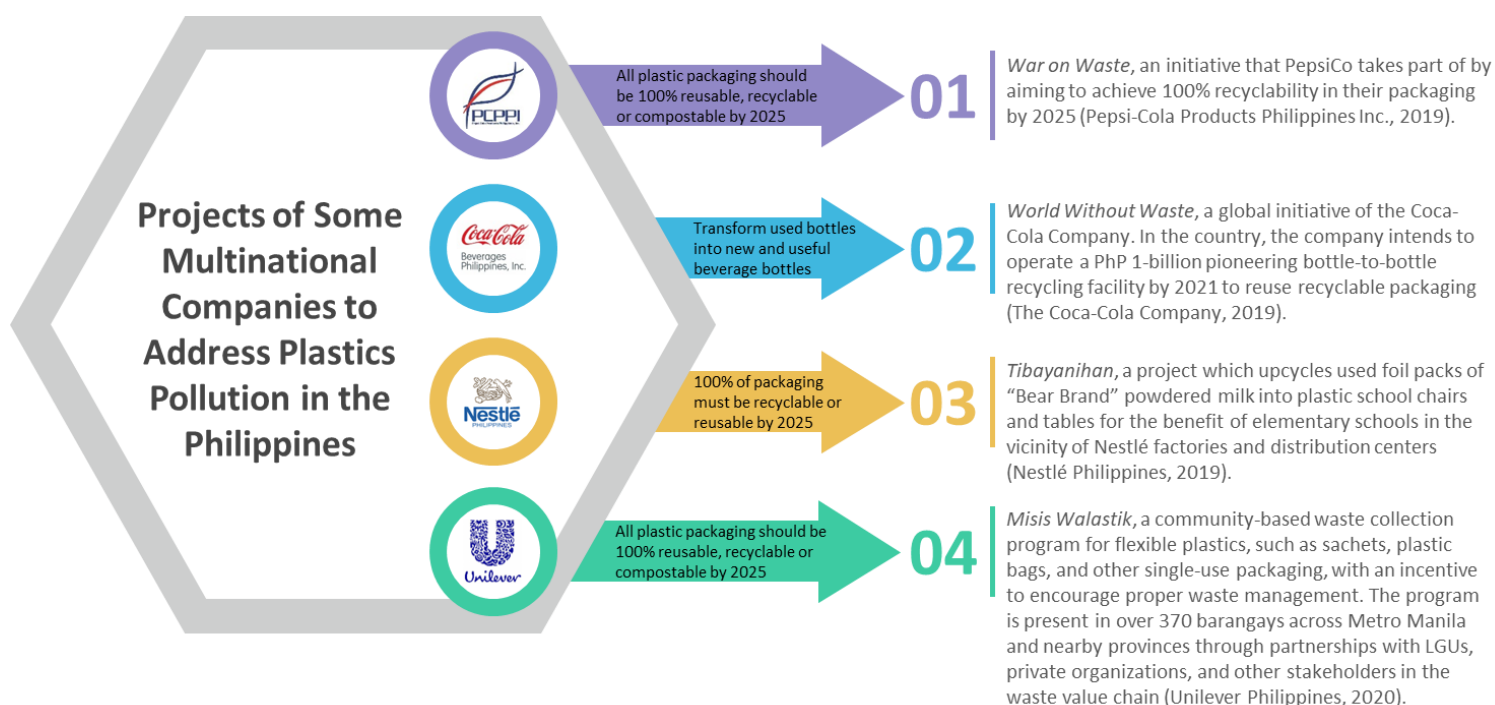 Projects of Some
Multinational
Companies to
Address Plastics
Pollution in the
Philippines
PCPPI
All plastic packaging should
be 100% reusable, recyclable
or compostable by 2025
01
War on Waste, an initiative that PepsiCo takes part of by
aiming to achieve 100% recyclability in their packaging
by 2025 (Pepsi-Cola Products Philippines Inc., 2019).
Coca-Cola
Beverages
Philippines, Inc.
Transform used bottles
into new and useful
beverage bottles
02
World Without Waste, a global initiative of the Coca-
Cola Company. In the country, the company intends to
operate a PhP 1-billion pioneering bottle-to-bottle
recycling facility by 2021 to reuse recyclable packaging
(The Coca-Cola Company, 2019).
Nestlé
PHILIPPINES
100% of packaging
must be recyclable or
reusable by 2025
03
Tibayanihan, a project which upcycles used foil packs of
“Bear Brand” powdered milk into plastic school chairs
and tables for the benefit of elementary schools in the
vicinity of Nestlé factories and distribution centers
(Nestlé Philippines, 2019).
Unilever
All plastic packaging should be
100% reusable, recyclable or
compostable by 2025
04
Misis Walastik, a community-based waste collection
program for flexible plastics, such as sachets, plastic
bags, and other single-use packaging, with an incentive
to encourage proper waste management. The program
is present in over 370 barangays across Metro Manila
and nearby provinces through partnerships with LGUs,
private organizations, and other stakeholders in the
waste value chain (Unilever Philippines, 2020).